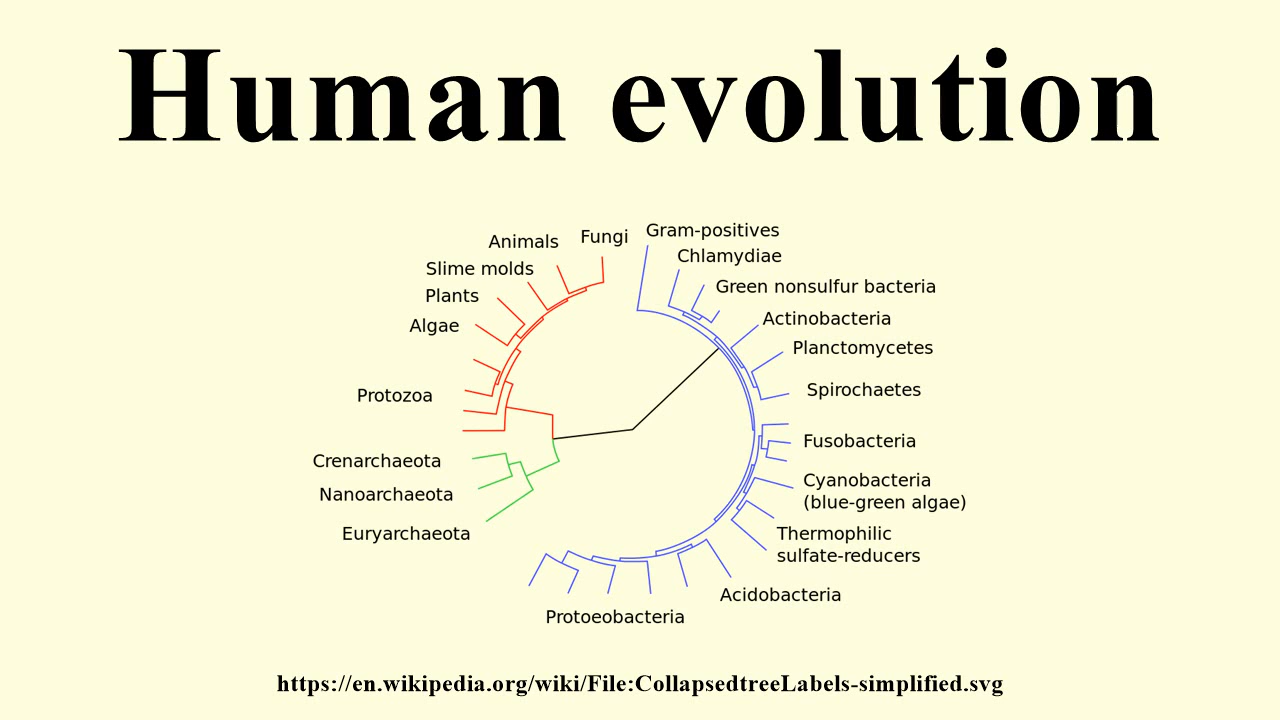 Human evolution
Fungi
Animals
Slime molds
Plants
Algae
Protozoa
Crenarchaeota
Nanoarchaeota
Euryarchaeota
Gram-positives
Chlamydiae
Green nonsulfur bacteria
Actinobacteria
Planctomycetes
Spirochaetes
Fusobacteria
Cyanobacteria
(blue-green algae)
Thermophilic
sulfate-reducers
Acidobacteria
Protoeobacteria
https://en.wikipedia.org/wiki/File:CollapsedtreeLabels-simplified.svg